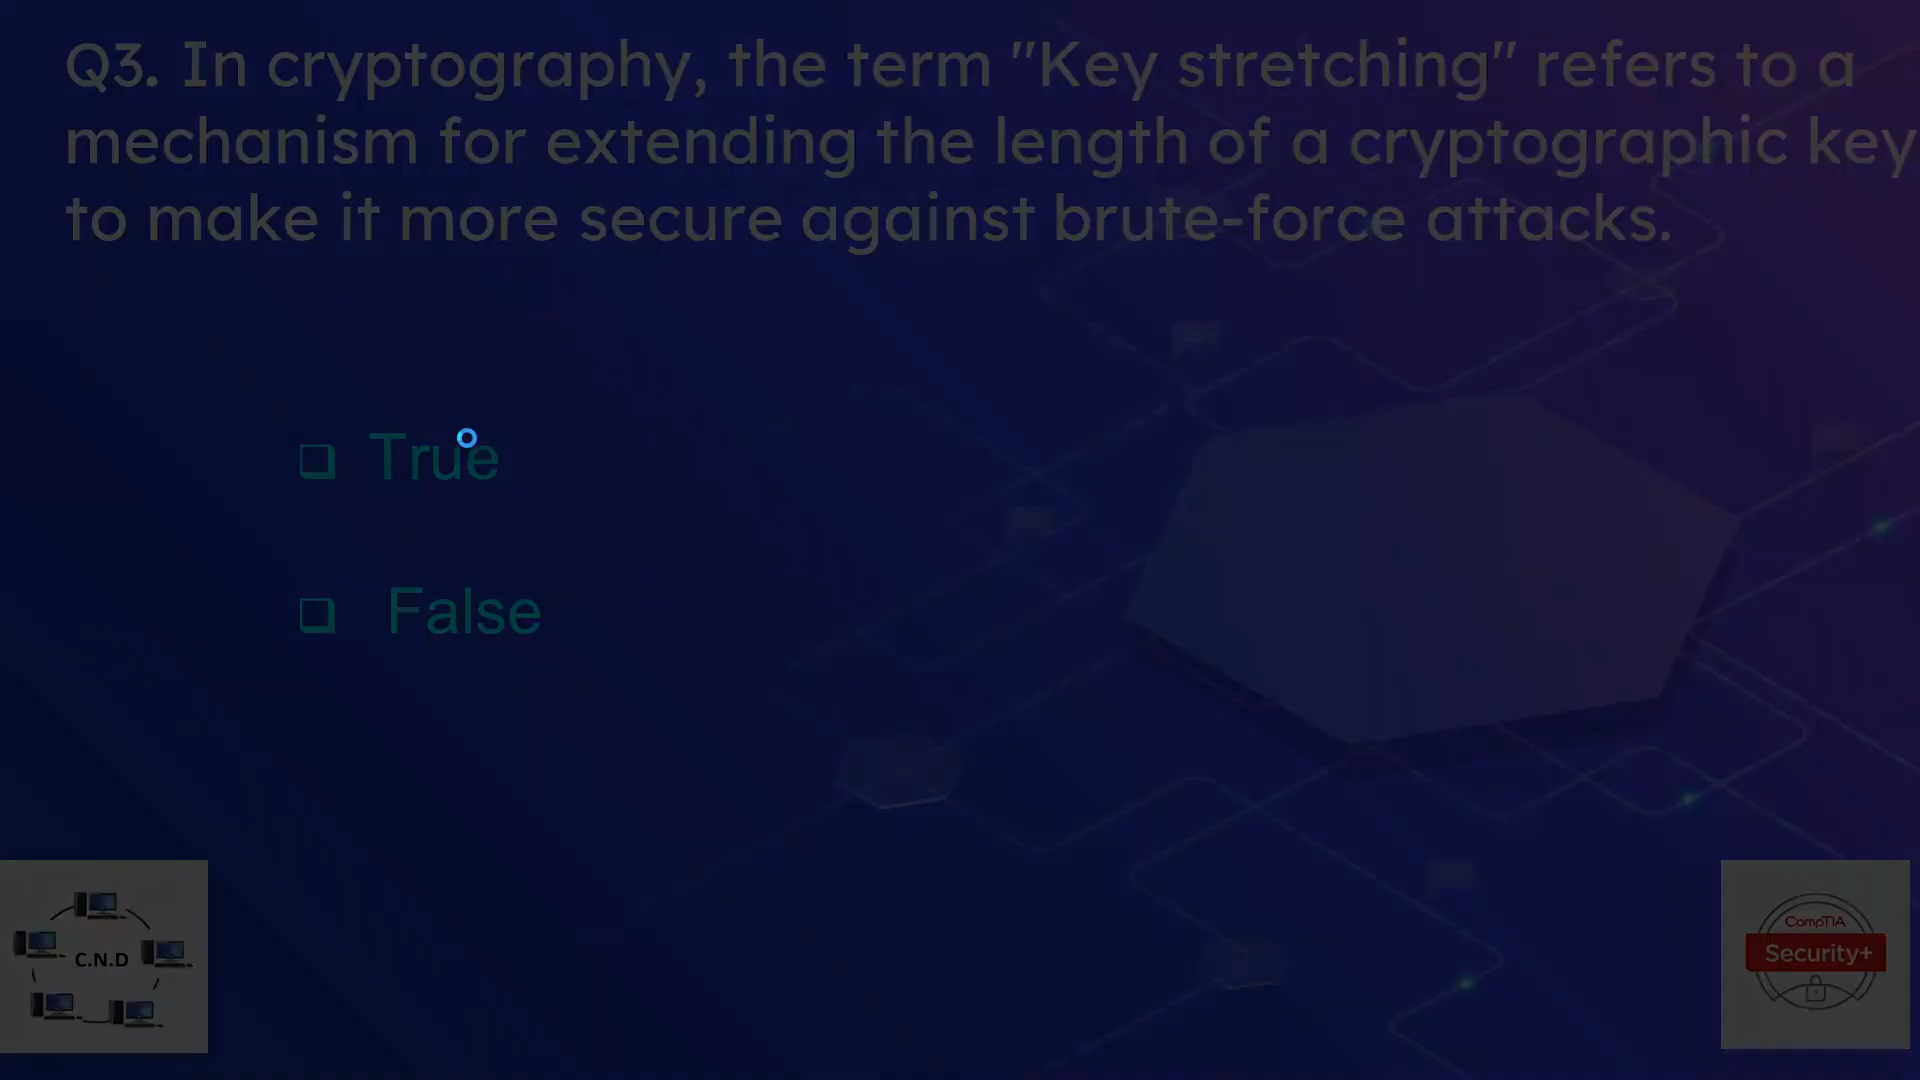 Q3. In cryptography, the term "Key stretching" refers to a
mechanism for extending the length of a cryptographic key
to make it more secure against brute-force attacks.
True
False
C.N.D
CompTIA
Security+